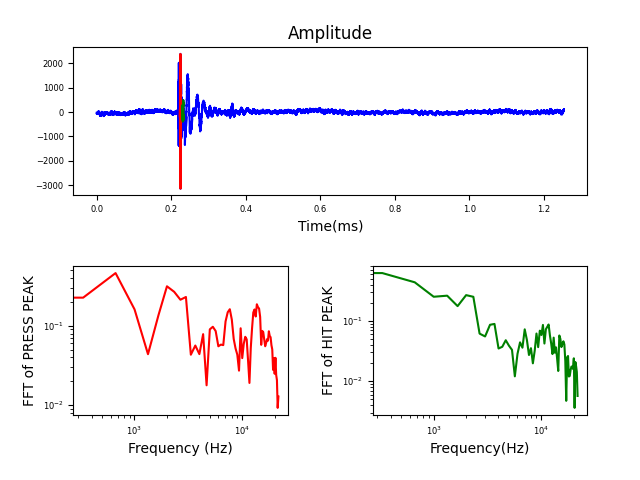 Amplitude
2000
1000
0
−1000
−2000
−3000
0.0 0.2 0.4 0.6 0.8 1.0 1.2
Time(ms)
FFT of PRESS PEAK
10⁻¹
10⁻²
10³ 10⁴
Frequency (Hz)
FFT of HIT PEAK
10⁻¹
10⁻²
10³ 10⁴
Frequency(Hz)